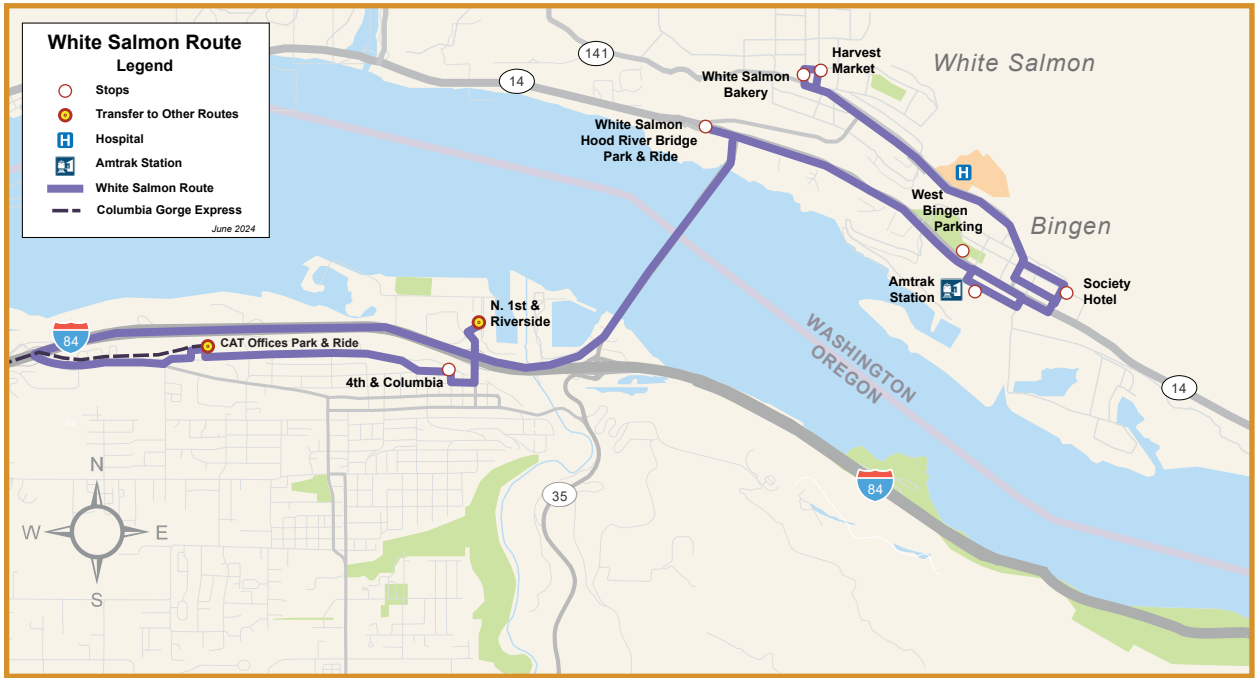 White Salmon Route
Legend
Stops
Transfer to Other Routes
H
Hospital
Amtrak Station
White Salmon Route
Columbia Gorge Express
June 2024
141
14
Harvest
Market
White Salmon
White Salmon
Bakery
White Salmon
Hood River Bridge
Park & Ride
H
West
Bingen
Parking
Bingen
Amtrak
Station
Society
Hotel
N. 1st &
Riverside
84
CAT Offices Park & Ride
4th & Columbia
WASHINGTON
OREGON
14
84
35
N
W
E
S